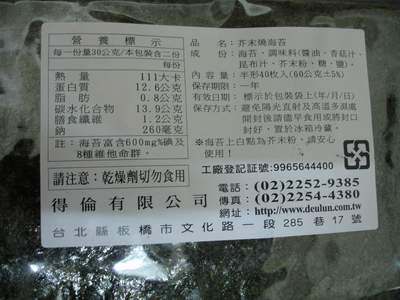 營養標示
每一份量30公克/本包裝含二份
每份
熱量 111大卡
蛋白質 12.6公克
脂肪 0.8公克
碳水化合物 13.9公克
膳食纖維 1.2公克
鈉 260毫克
註：海苔富含600mg%碘及
8種維他命群。
請注意：乾燥劑切勿食用
品名：芥末燒海苔
成份：海苔、調味料(醬油、香菇汁、
昆布汁、芥末粉、糖、鹽)。
內容量：半形40枚(60公克±5%)
保存期限：一年
有效日期：標示於包裝袋上(年/月/日)
保存方式：避免陽光直射及高溫多濕處
開封後請儘早食用或將封口
封好、置於冰箱冷藏。
※海苔上白點為芥末粉，請安心
使用！
工廠登記證號:9965644400
電話：(02)2252-9385
傳真：(02)2254-4380
網址：http://www.deulun.com.tw
得倫有限公司
台北縣板橋市文化路一段285巷17號